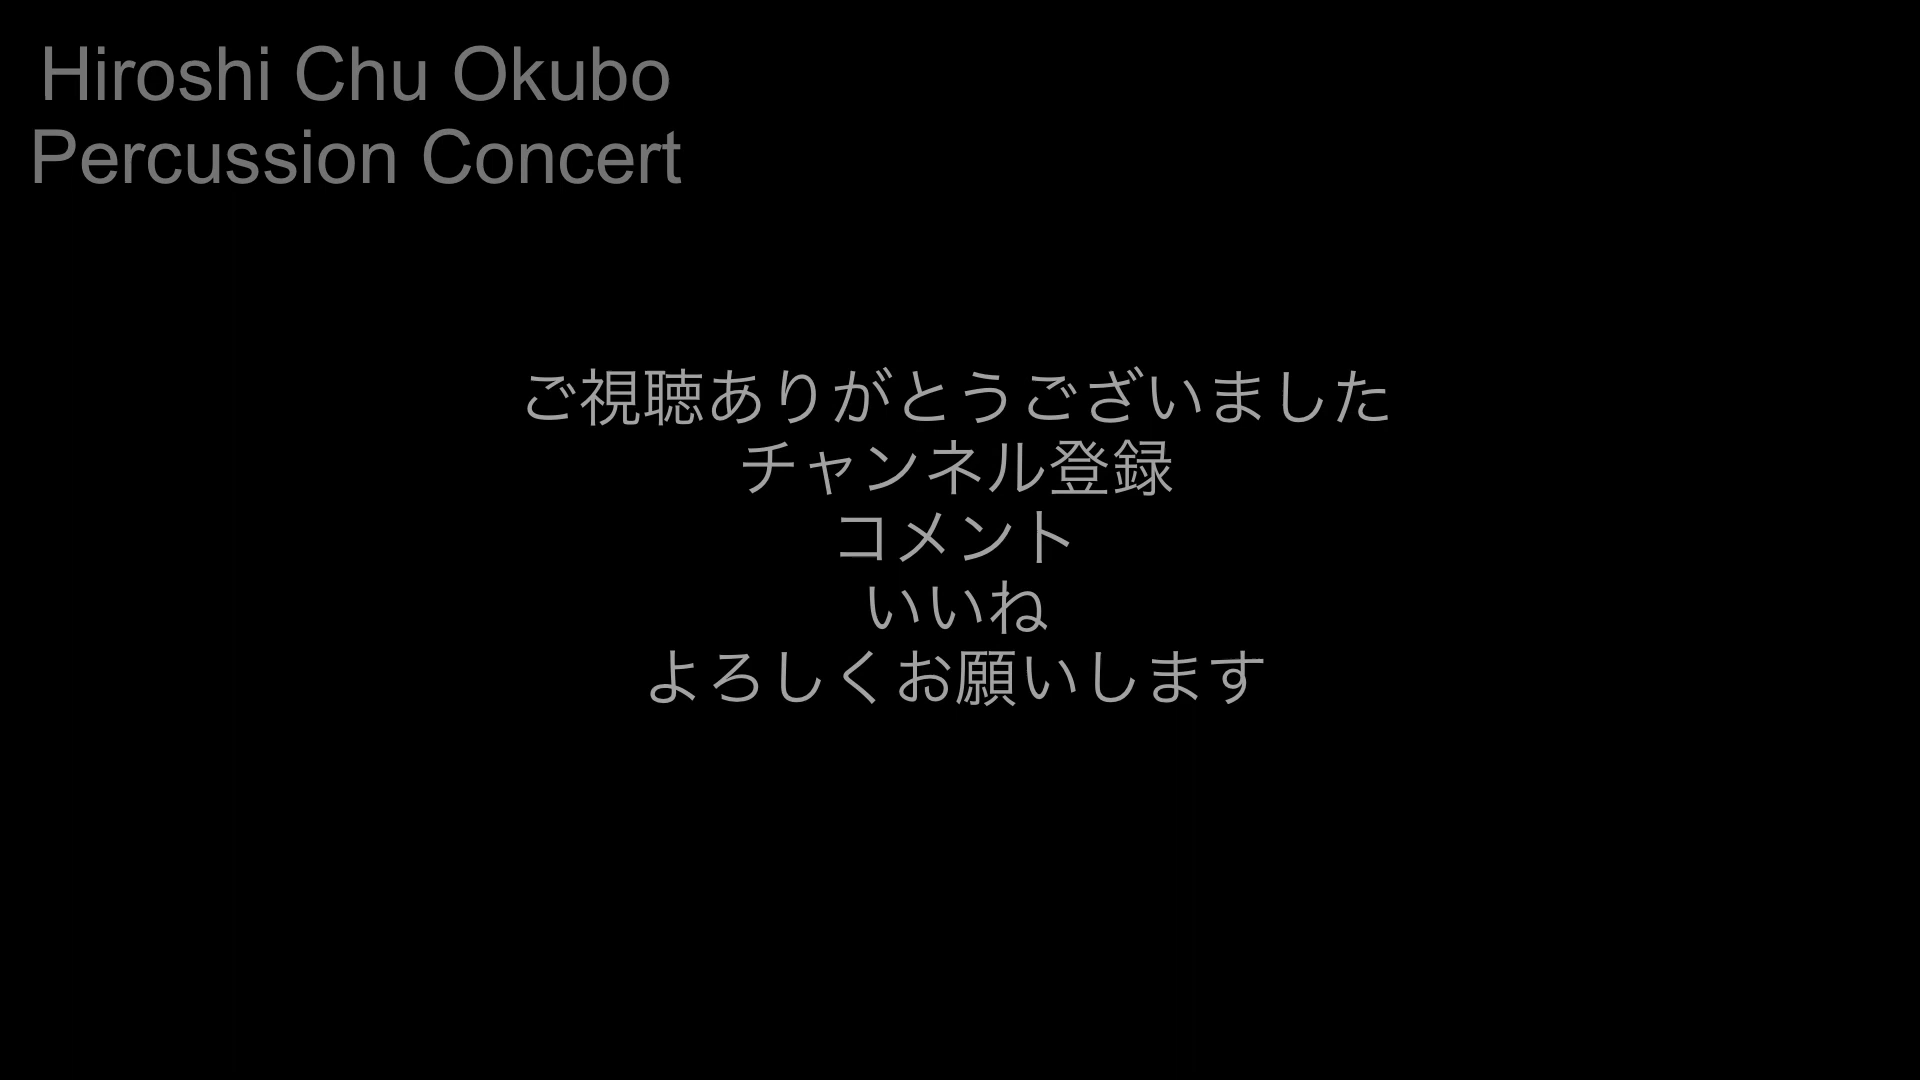 Hiroshi Chu Okubo
Percussion Concert
ご視聴ありがとうございました
チャンネル登録
コメント
いいね
よろしくお願いします